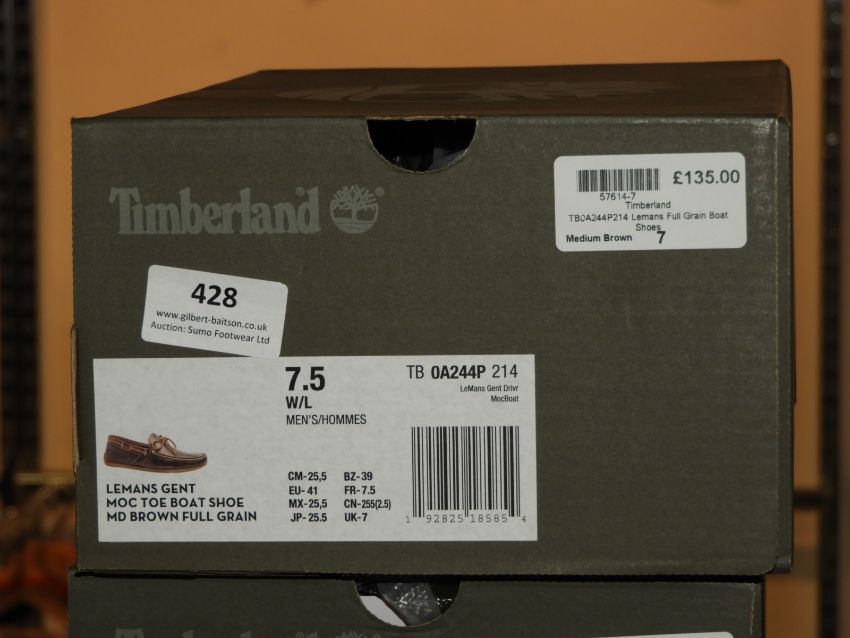 Timberland
£135.00
57614-7
Timberland
TB0A244P214 Lemans Full Grain Boat
Shoes
Medium Brown 7
428
www.gilbert-baitson.co.uk
Auction: Sumo Footwear Ltd
7.5
W/L
MEN'S/HOMMES
TB 0A244P 214
LeMans Gent Drivr
MocBoat
LEMANS GENT
MOC TOE BOAT SHOE
MD BROWN FULL GRAIN
CM-25,5 BZ-39
EU- 41 FR-7.5
MX-25,5 CN-255(2.5)
JP- 25.5 UK-7
1 92825 18585 4
Timberland